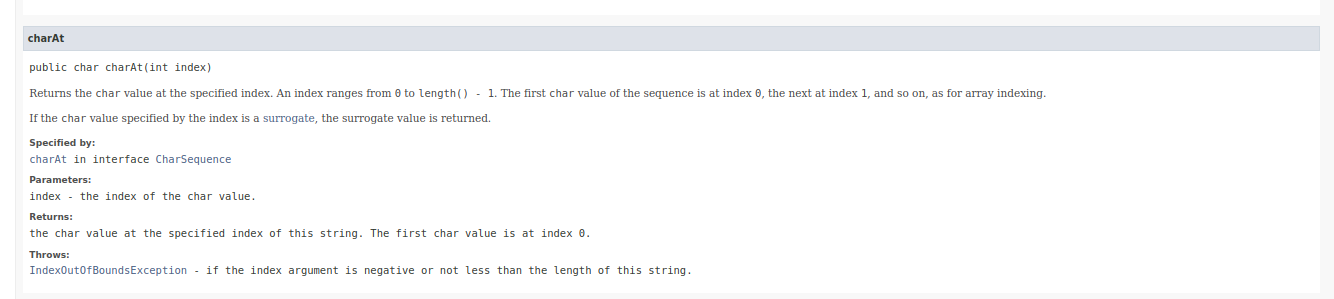 charAt
public char charAt(int index)
Returns the char value at the specified index. An index ranges from 0 to length() - 1. The first char value of the sequence is at index 0, the next at index 1, and so on, as for array indexing.
If the char value specified by the index is a surrogate, the surrogate value is returned.
Specified by:
charAt in interface CharSequence
Parameters:
index - the index of the char value.
Returns:
the char value at the specified index of this string. The first char value is at index 0.
Throws:
IndexOutOfBoundsException - if the index argument is negative or not less than the length of this string.